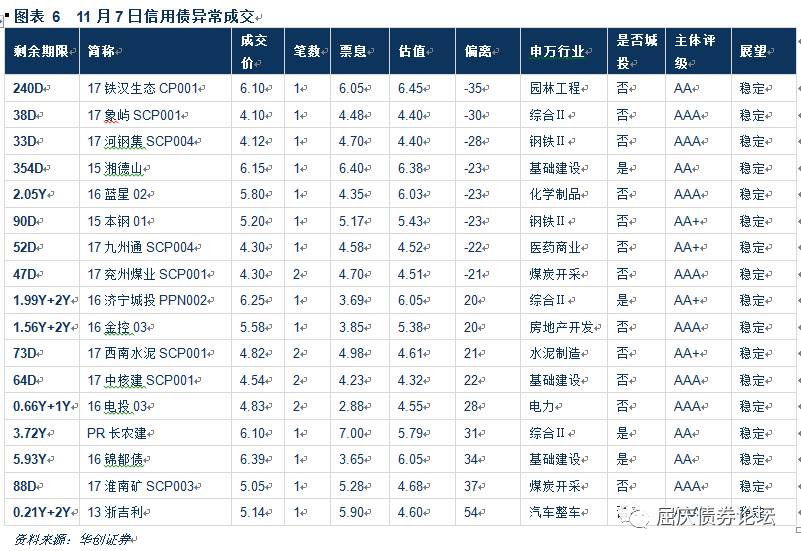 图表 6 11 月 7 日信用债异常成交
剩余期限 简称 成交价 笔数 票息 估值 偏离 申万行业 是否城投 主体评级 展望
240D 17 铁汉生态 CP001 6.10 1 6.05 6.45 -35 园林工程 否 AA 稳定
38D 17 象屿 SCP001 4.10 1 4.48 4.40 -30 综合II 否 AAA 稳定
33D 17 河钢集 SCP004 4.12 1 4.70 4.40 -28 钢铁II 否 AAA 稳定
354D 15 湘德山 6.15 1 6.40 6.38 -23 基础建设 是 AA 稳定
2.05Y 16 蓝星 02 5.80 1 4.35 6.03 -23 化学制品 否 AAA 稳定
90D 15 本钢 01 5.20 1 5.17 5.43 -23 钢铁II 否 AA+ 稳定
52D 17 九州通 SCP004 4.30 1 4.58 4.52 -22 医药商业 否 AA+ 稳定
47D 17 兖州煤业 SCP001 4.30 2 4.70 4.51 -21 煤炭开采 否 AAA 稳定
1.99Y+2Y 16 济宁城投 PPN002 6.25 1 3.69 6.05 20 综合II 是 AA+ 稳定
1.56Y+2Y 16 金控 03 5.58 1 3.85 5.38 20 房地产开发 否 AAA 稳定
73D 17 西南水泥 SCP001 4.82 2 4.98 4.61 21 水泥制造 否 AA+ 稳定
64D 17 中核建 SCP001 4.54 2 4.23 4.32 22 基础建设 否 AAA 稳定
0.66Y+1Y 16 电投 03 4.83 2 2.88 4.55 28 电力 否 AAA 稳定
3.72Y PR 长农建 6.10 1 7.00 5.79 31 综合II 是 AA 稳定
5.93Y 16 锦都债 6.39 1 3.65 6.05 34 基础建设 是 AA 稳定
88D 17 淮南矿 SCP003 5.05 1 5.28 4.68 37 煤炭开采 否 AAA 稳定
0.21Y+2Y 13 浙吉利 5.14 1 5.90 4.60 54 汽车整车 否 AAA 稳定
资料来源：华创证券
屈庆债券论坛